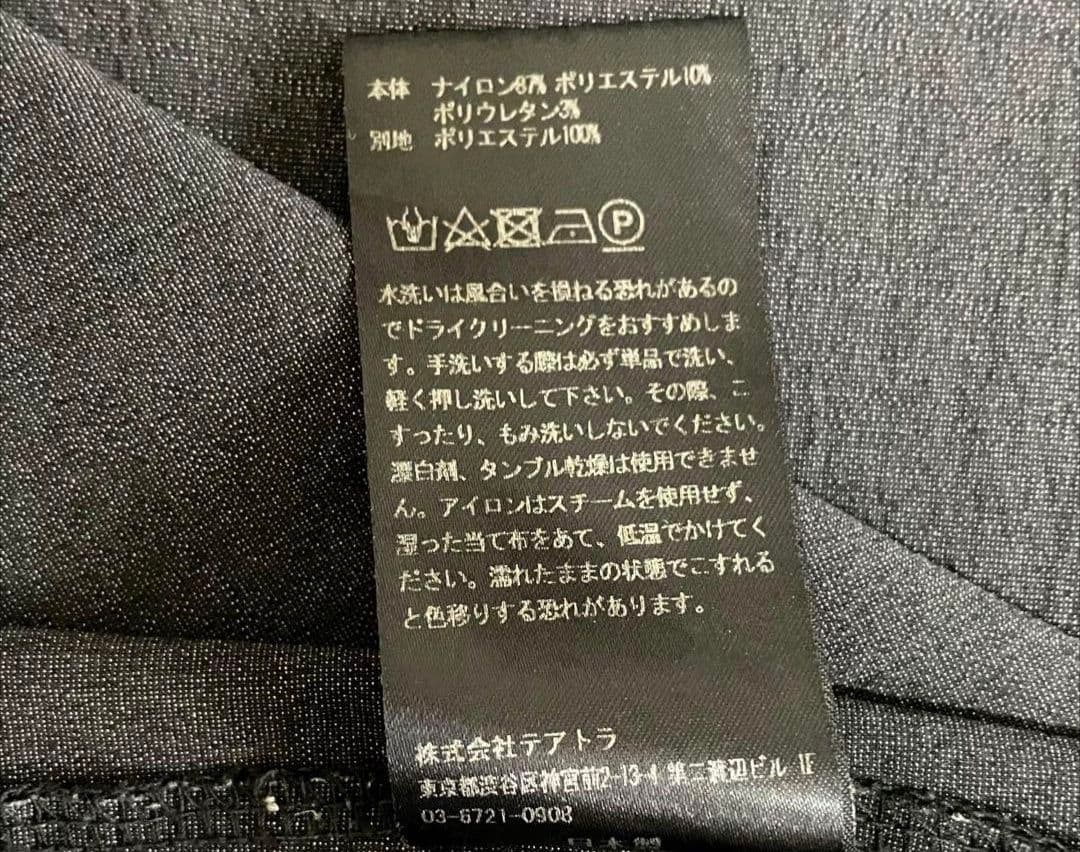 本体 ナイロン87% ポリエステル10%
ポリウレタン3%
別地 ポリエステル100%
P
水洗いは風合いを損ねる恐れがあるの
でドライクリーニングをおすすめしま
す。手洗いする際は必ず単品で洗い、
軽く押し洗いして下さい。その際、こ
すったり、もみ洗いしないでください。
漂白剤、タンブル乾燥は使用できませ
ん。アイロンはスチームを使用せず、
湿った当て布をあて、低温でかけてく
ださい。濡れたままの状態でこすれる
と色移りする恐れがあります。
株式会社テアトラ
東京都渋谷区神宮前2-13-4 第二渡辺ビル 1F
03-6721-0908